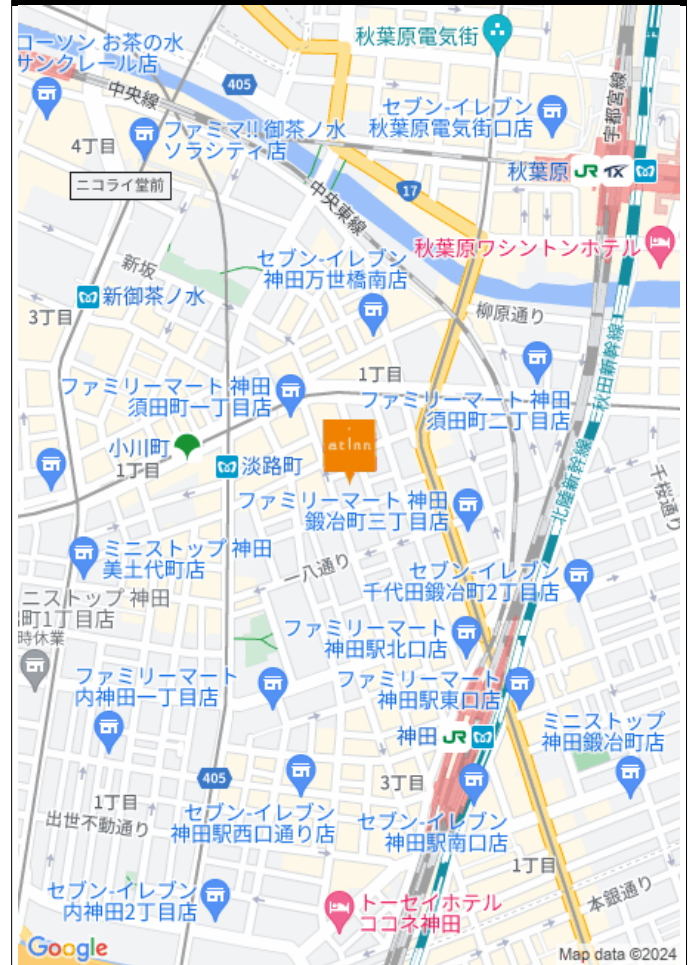 ローソン お茶の水
サンクレール店
秋葉原電気街
中央線
405
宇都宮線
セブン-イレブン
秋葉原電気街口店
4丁目
ファミマ!! 御茶ノ水
ソラシティ店
秋葉原 JR TX
ニコライ堂前
17
中央東線
秋葉原ワシントンホテル
新坂
セブン-イレブン
神田万世橋南店
新御茶ノ水
3丁目
柳原通り
秋田新幹線
1丁目
ファミリーマート 神田
須田町一丁目店
ファミリーマート 神田
須田町二丁目店
at inn
小川町
1丁目
淡路町
北陸新幹線
千桜通り
ファミリーマート 神田
鍛冶町三丁目店
ミニストップ 神田
美土代町店
一八通り
セブン-イレブン
千代田鍛冶町2丁目店
ニストップ 神田
町1丁目店
時休業
ファミリーマート
神田駅北口店
ファミリーマート
内神田一丁目店
ファミリーマート
神田駅東口店
ミニストップ
神田鍛冶町店
神田 JR
405
3丁目
1丁目
出世不動通り
セブン-イレブン
神田駅西口通り店
セブン-イレブン
神田駅南口店
1丁目
本銀通り
セブン-イレブン
内神田2丁目店
トーセイホテル
ココネ神田
Google
Map data ©2024